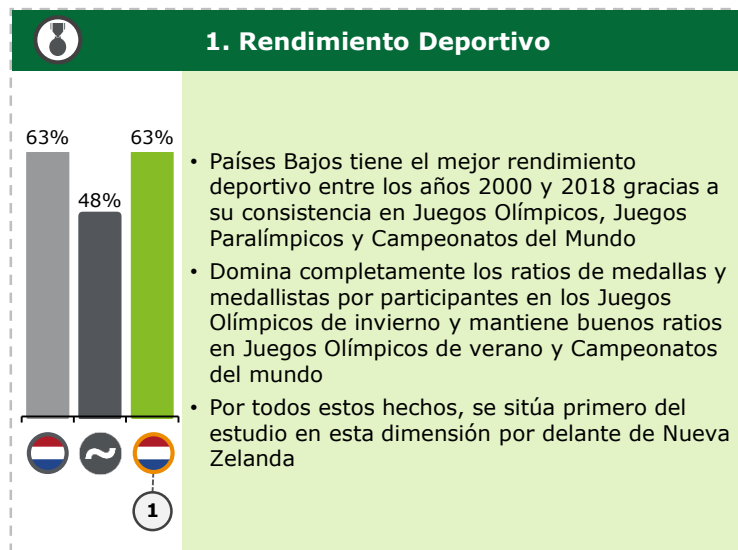 1. Rendimiento Deportivo
63%
48%
63%
1
• Países Bajos tiene el mejor rendimiento
deportivo entre los años 2000 y 2018 gracias a
su consistencia en Juegos Olímpicos, Juegos
Paralímpicos y Campeonatos del Mundo
• Domina completamente los ratios de medallas y
medallistas por participantes en los Juegos
Olímpicos de invierno y mantiene buenos ratios
en Juegos Olímpicos de verano y Campeonatos
del mundo
• Por todos estos hechos, se sitúa primero del
estudio en esta dimensión por delante de Nueva
Zelanda